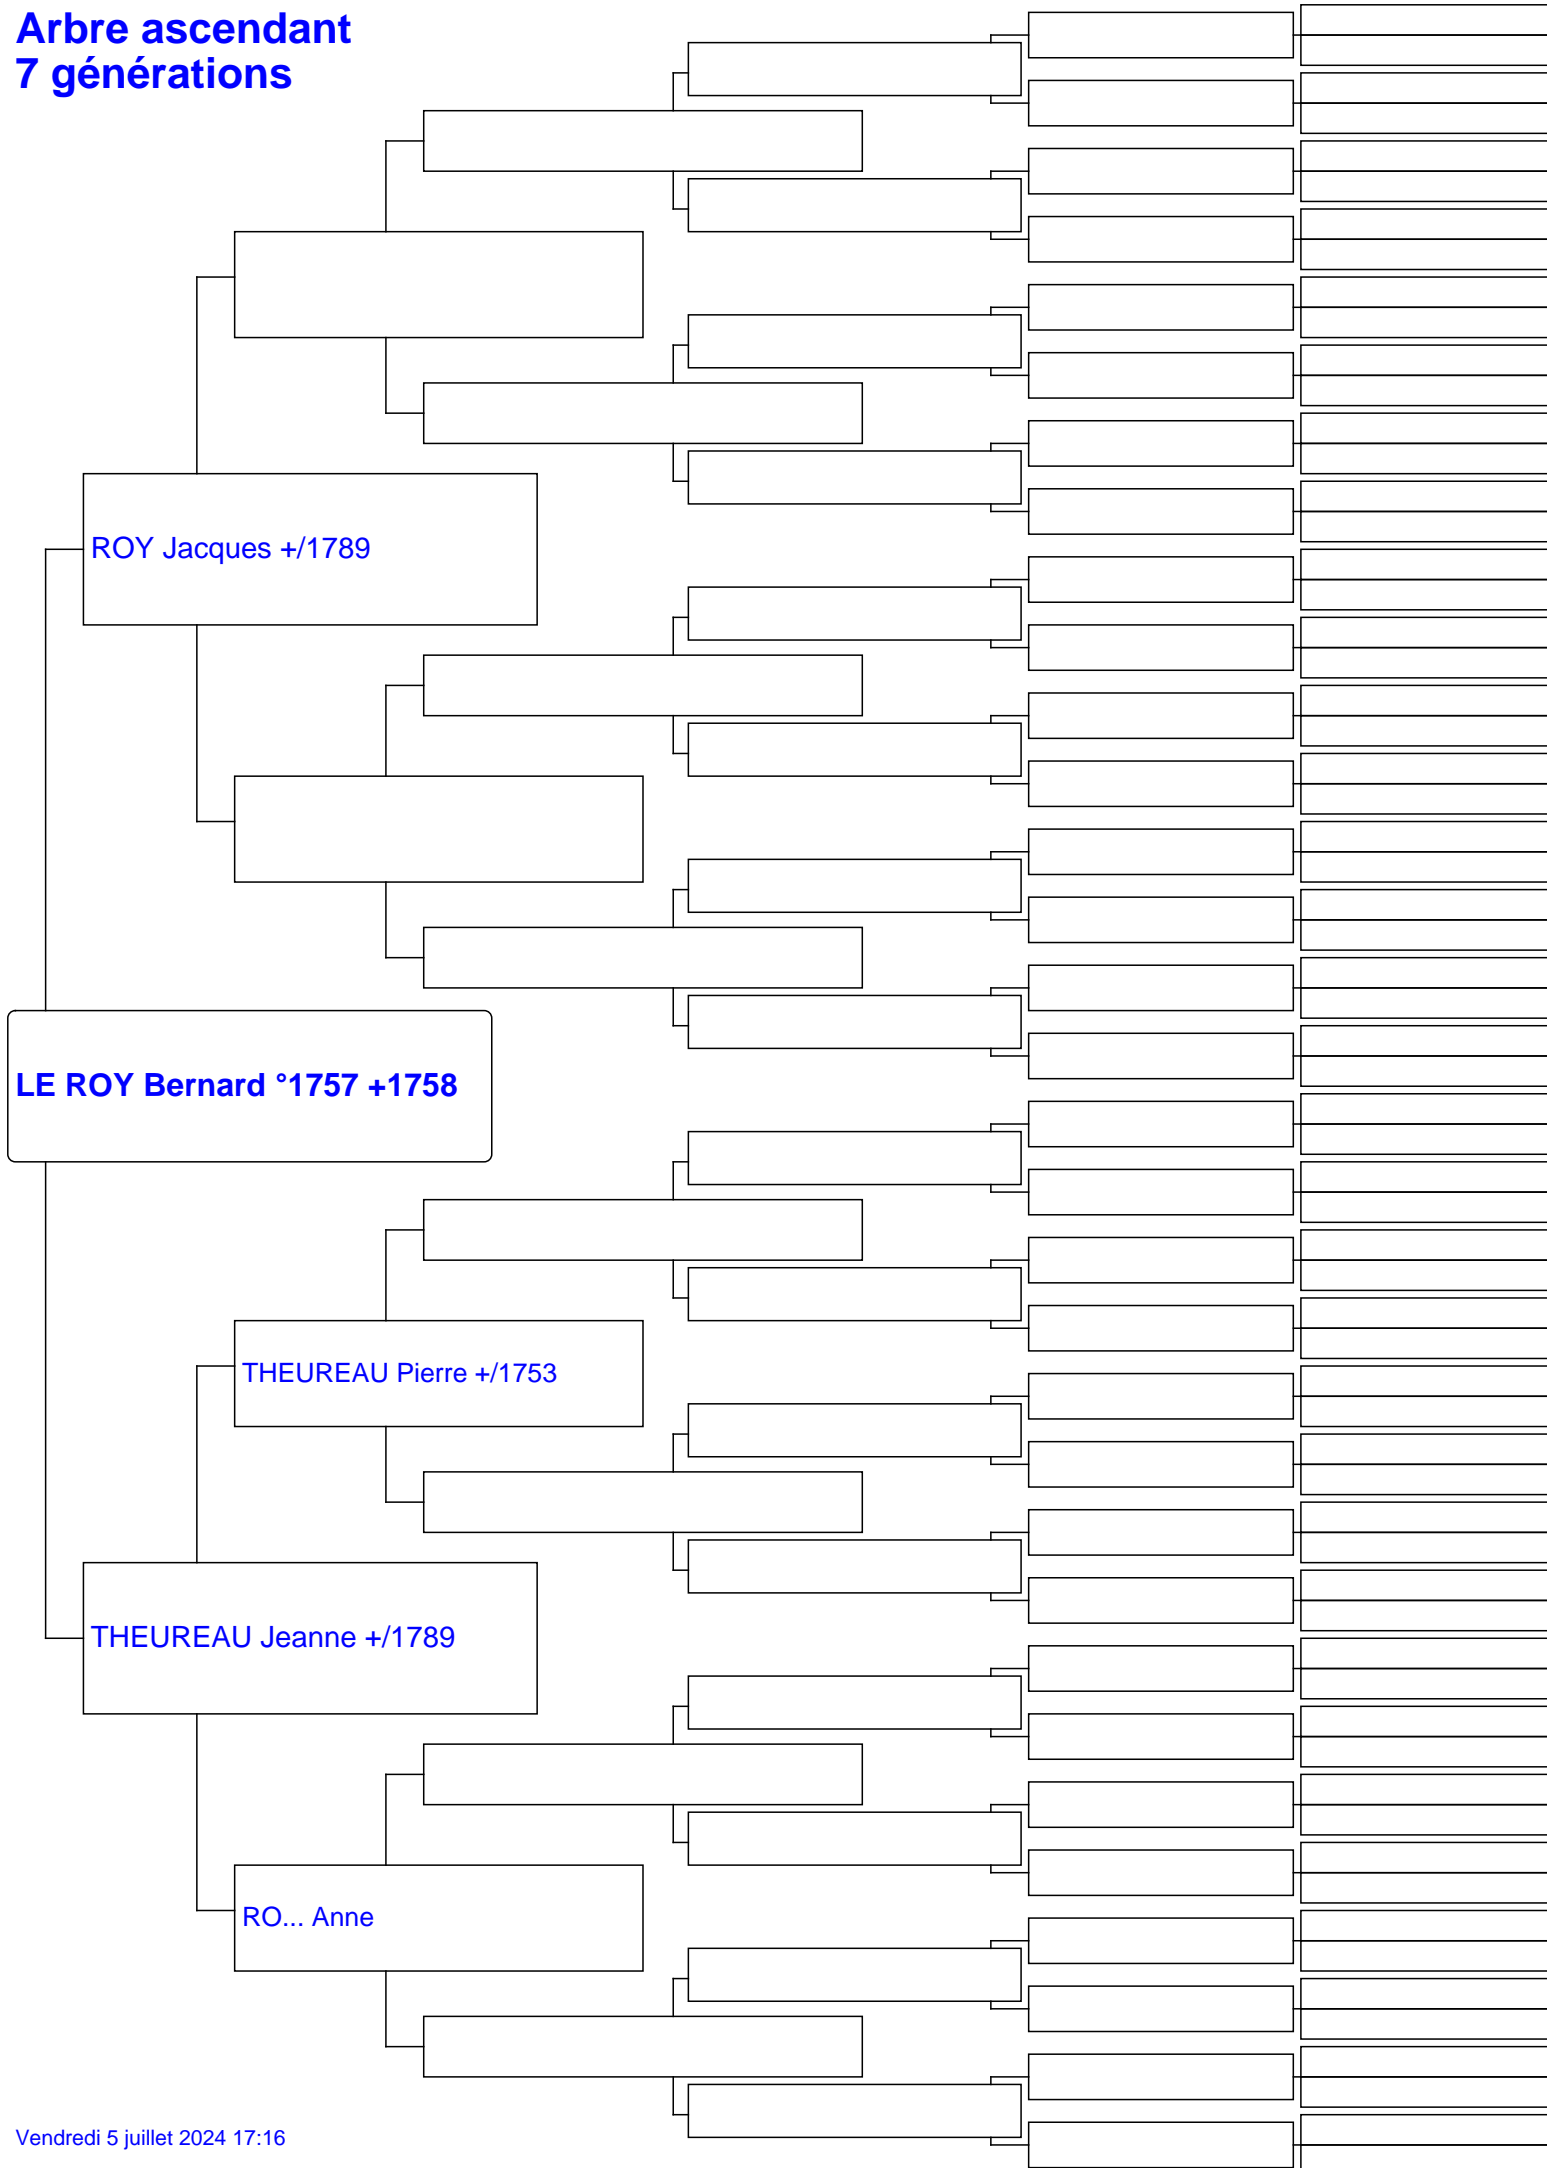 Arbre ascendant
7 générations
ROY Jacques +/1789
LE ROY Bernard °1757 +1758
THEUREAU Pierre +/1753
THEUREAU Jeanne +/1789
RO... Anne
Vendredi 5 juillet 2024 17:16